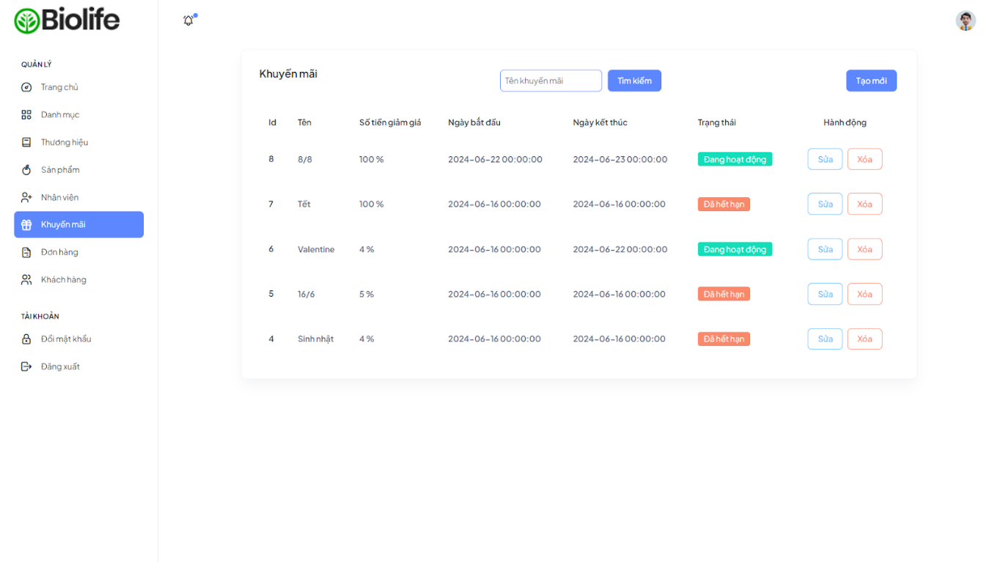 Biolife
QUẢN LÝ
Trang chủ
Danh mục
Thương hiệu
Sản phẩm
Nhân viên
Khuyến mãi
Đơn hàng
Khách hàng
TÀI KHOẢN
Đổi mật khẩu
Đăng xuất
Khuyến mãi Tên khuyến mãi Tìm kiếm Tạo mới
Id Tên Số tiền giảm giá Ngày bắt đầu Ngày kết thúc Trạng thái Hành động
8 8/8 100 % 2024-06-22 00:00:00 2024-06-23 00:00:00 Đang hoạt động Sửa Xóa
7 Tết 100 % 2024-06-16 00:00:00 2024-06-16 00:00:00 Đã hết hạn Sửa Xóa
6 Valentine 4 % 2024-06-16 00:00:00 2024-06-22 00:00:00 Đang hoạt động Sửa Xóa
5 16/6 5 % 2024-06-16 00:00:00 2024-06-16 00:00:00 Đã hết hạn Sửa Xóa
4 Sinh nhật 4 % 2024-06-16 00:00:00 2024-06-16 00:00:00 Đã hết hạn Sửa Xóa